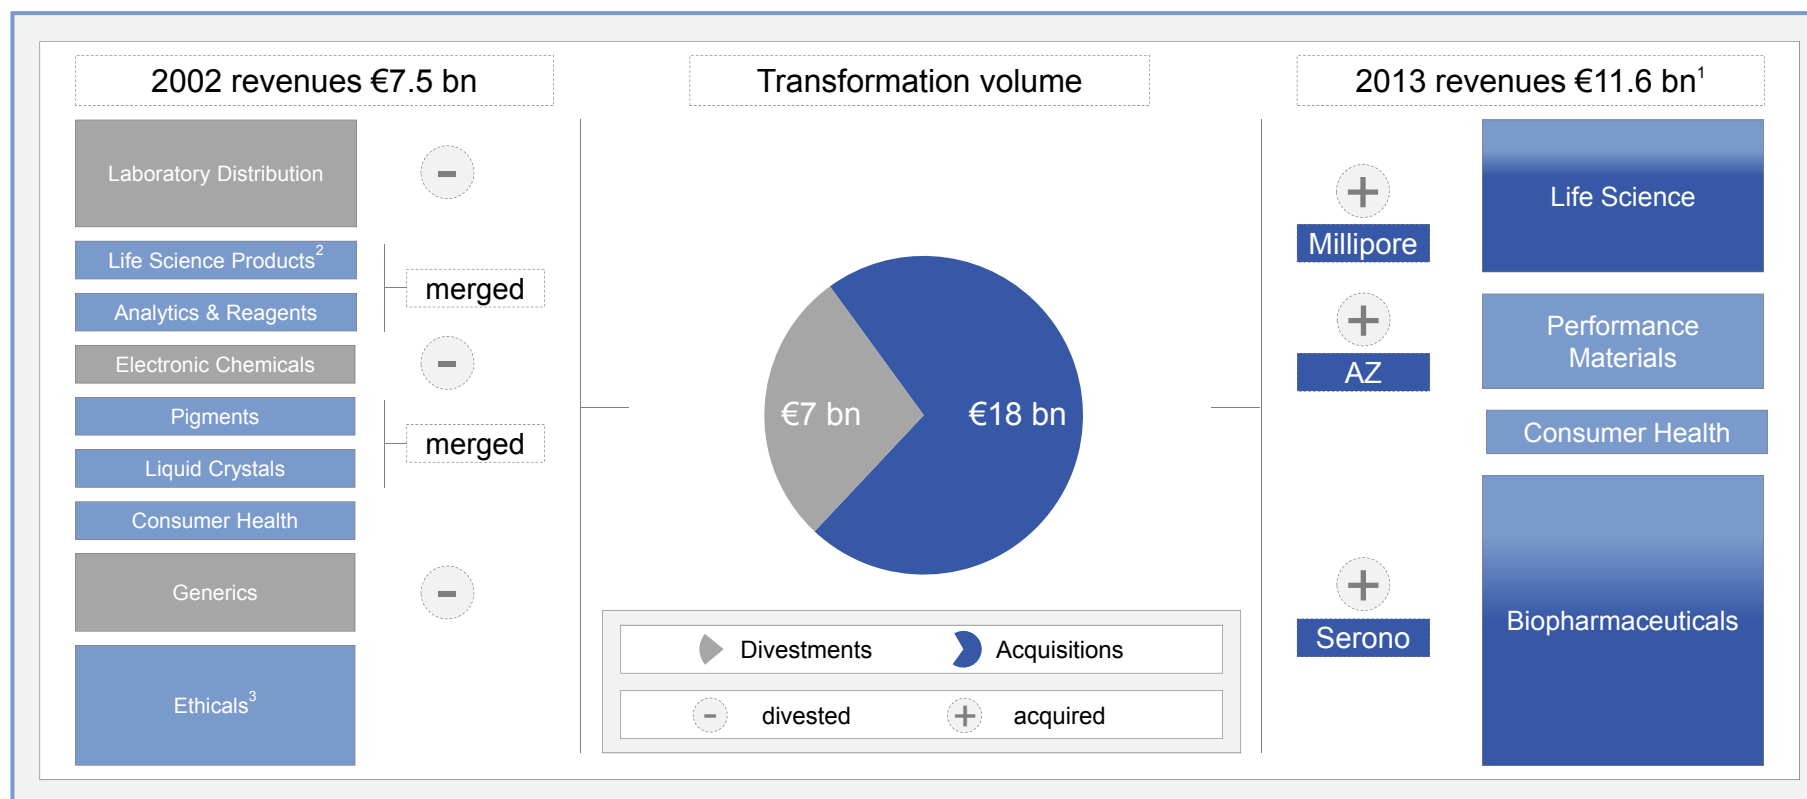 2002 revenues €7.5 bn
Laboratory Distribution
-
Life Science Products2
Analytics & Reagents
merged
Electronic Chemicals
-
Pigments
Liquid Crystals
merged
Consumer Health
Generics
-
Ethicals3
Transformation volume
€7 bn
€18 bn
Divestments
Acquisitions
- divested
+ acquired
2013 revenues €11.6 bn1
+
Millipore
Life Science
+
AZ
Performance
Materials
Consumer Health
+
Serono
Biopharmaceuticals